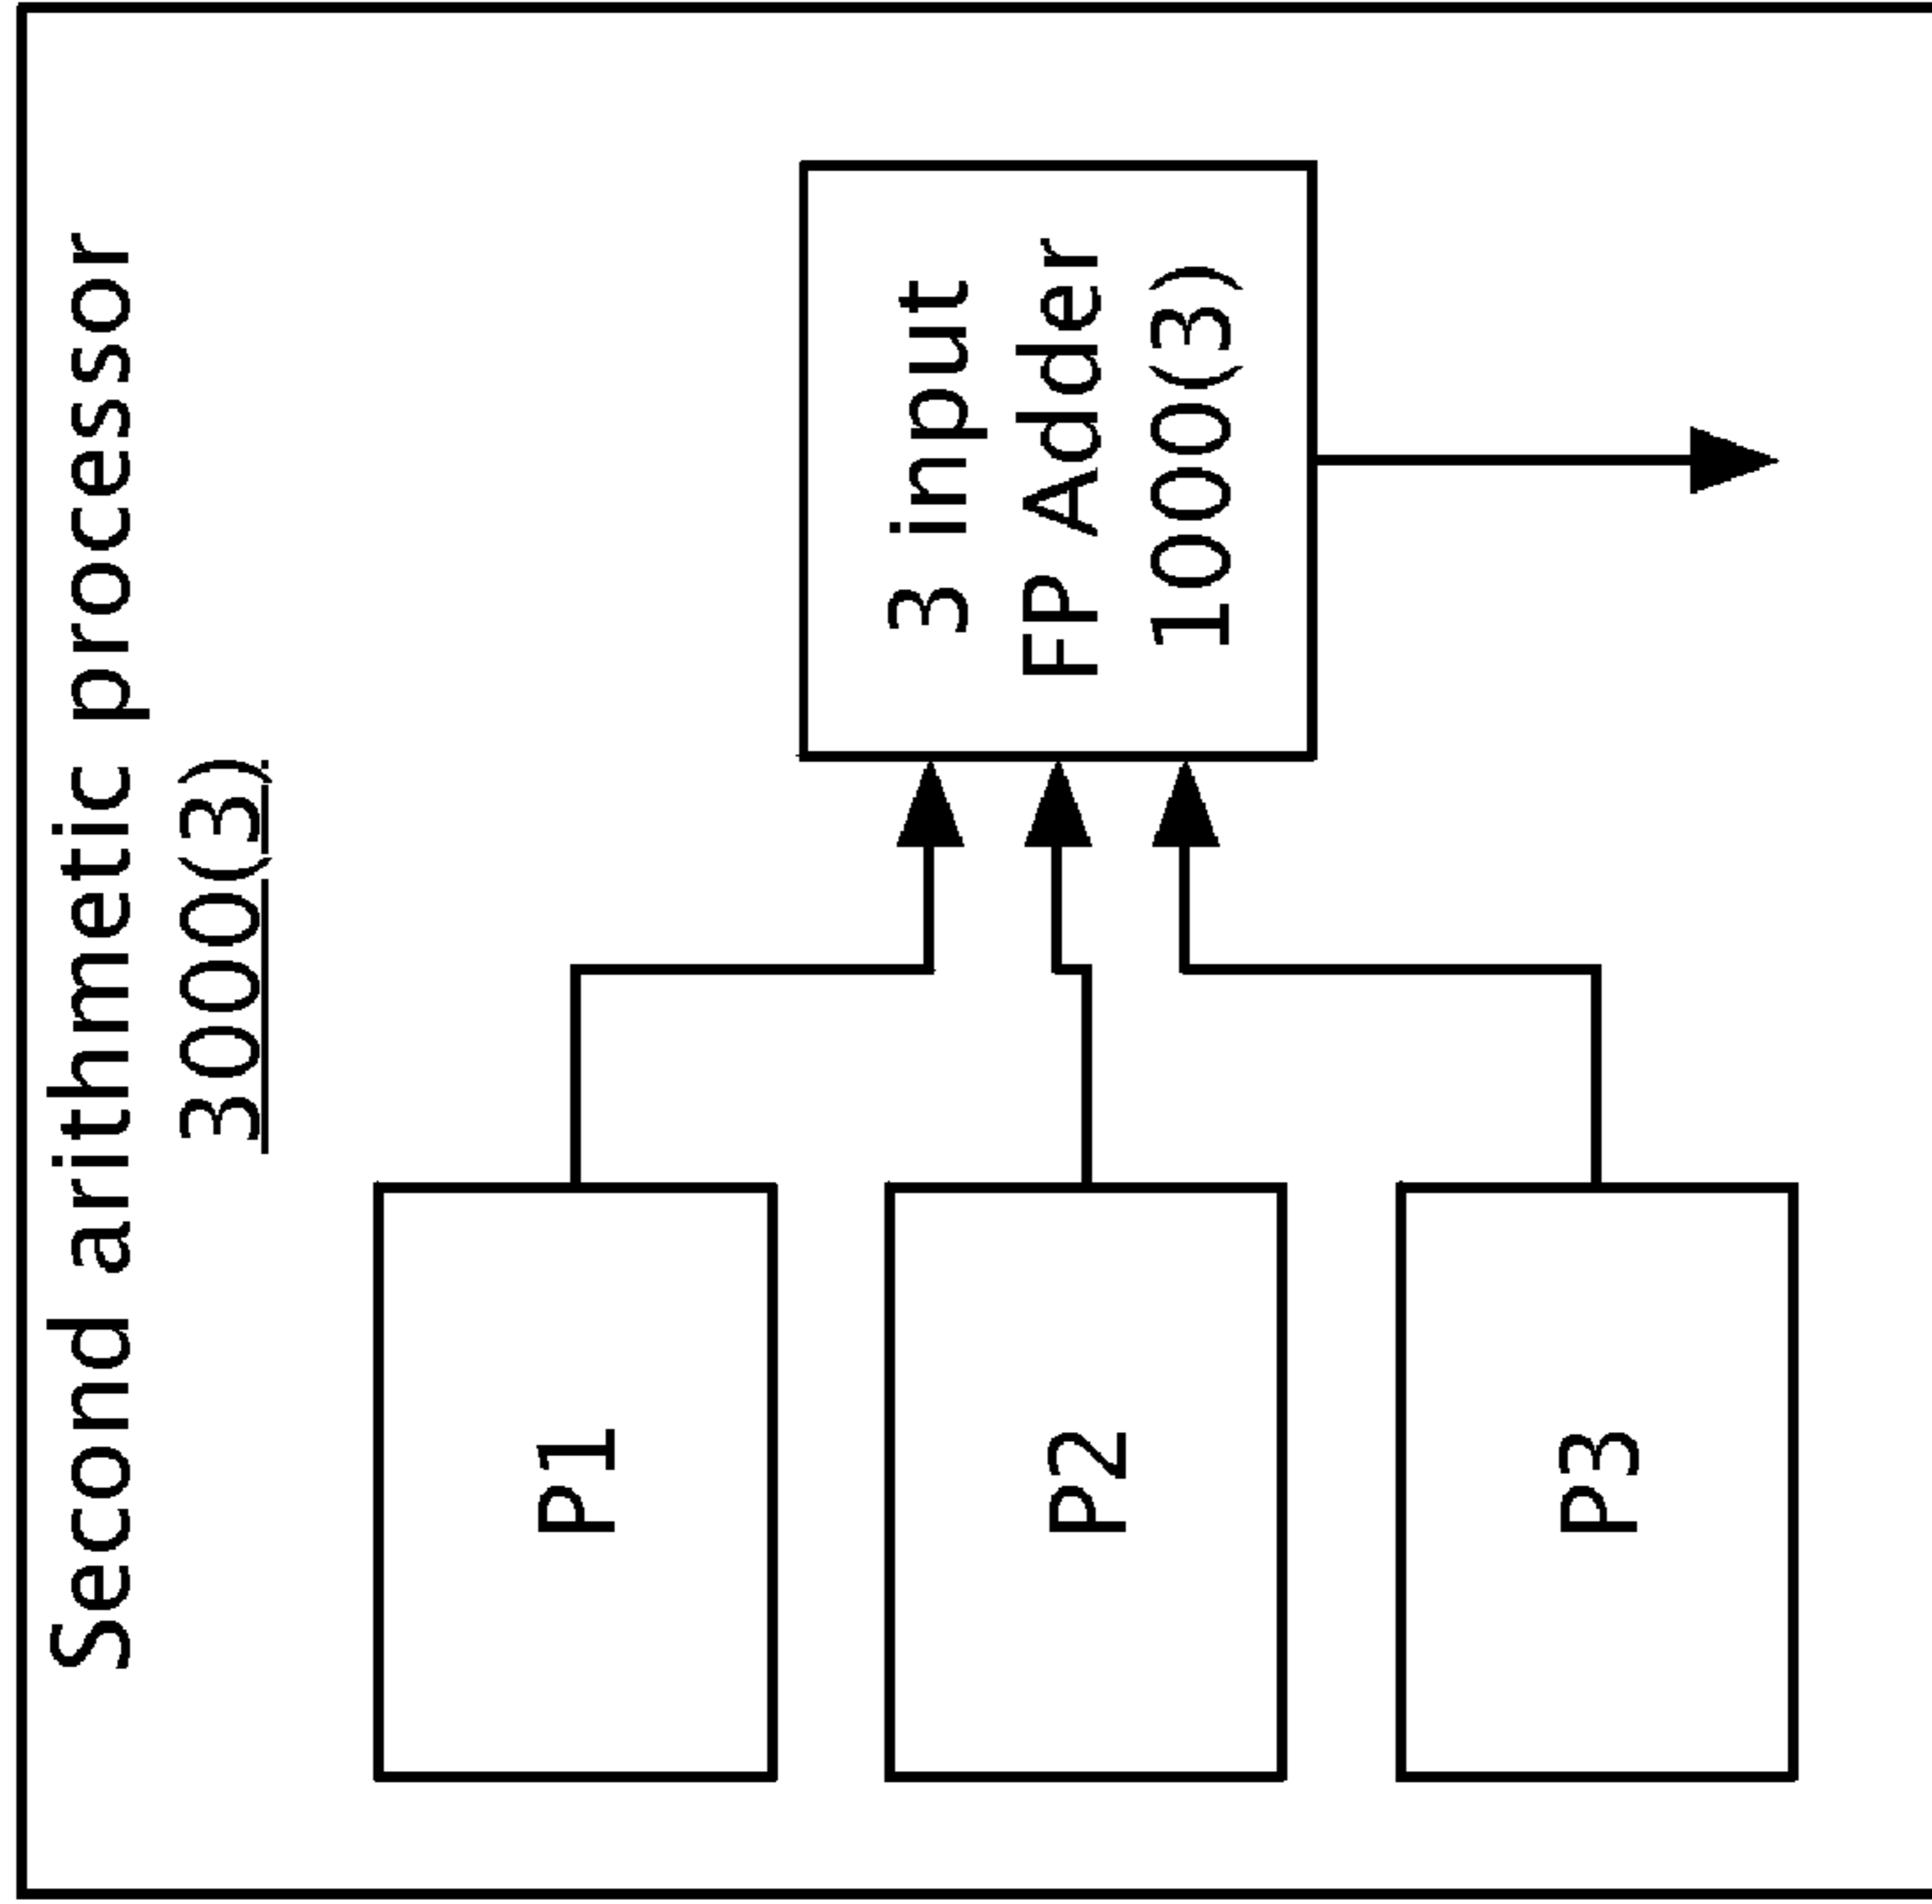 Second arithmetic processor
3000(3)
P1
P2
P3
3 input
FP Adder
1000(3)